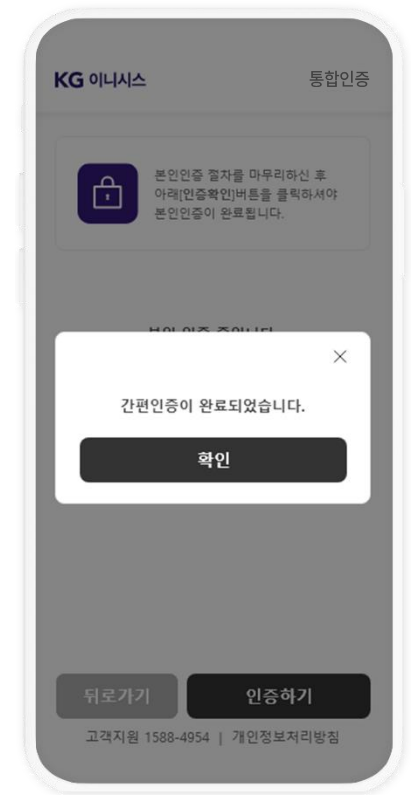 KG 이니시스
통합인증
본인인증 절차를 마무리하신 후
아래[인증확인]버튼을 클릭하셔야
본인인증이 완료됩니다.
간편인증이 완료되었습니다.
확인
뒤로가기
인증하기
고객지원 1588-4954 | 개인정보처리방침